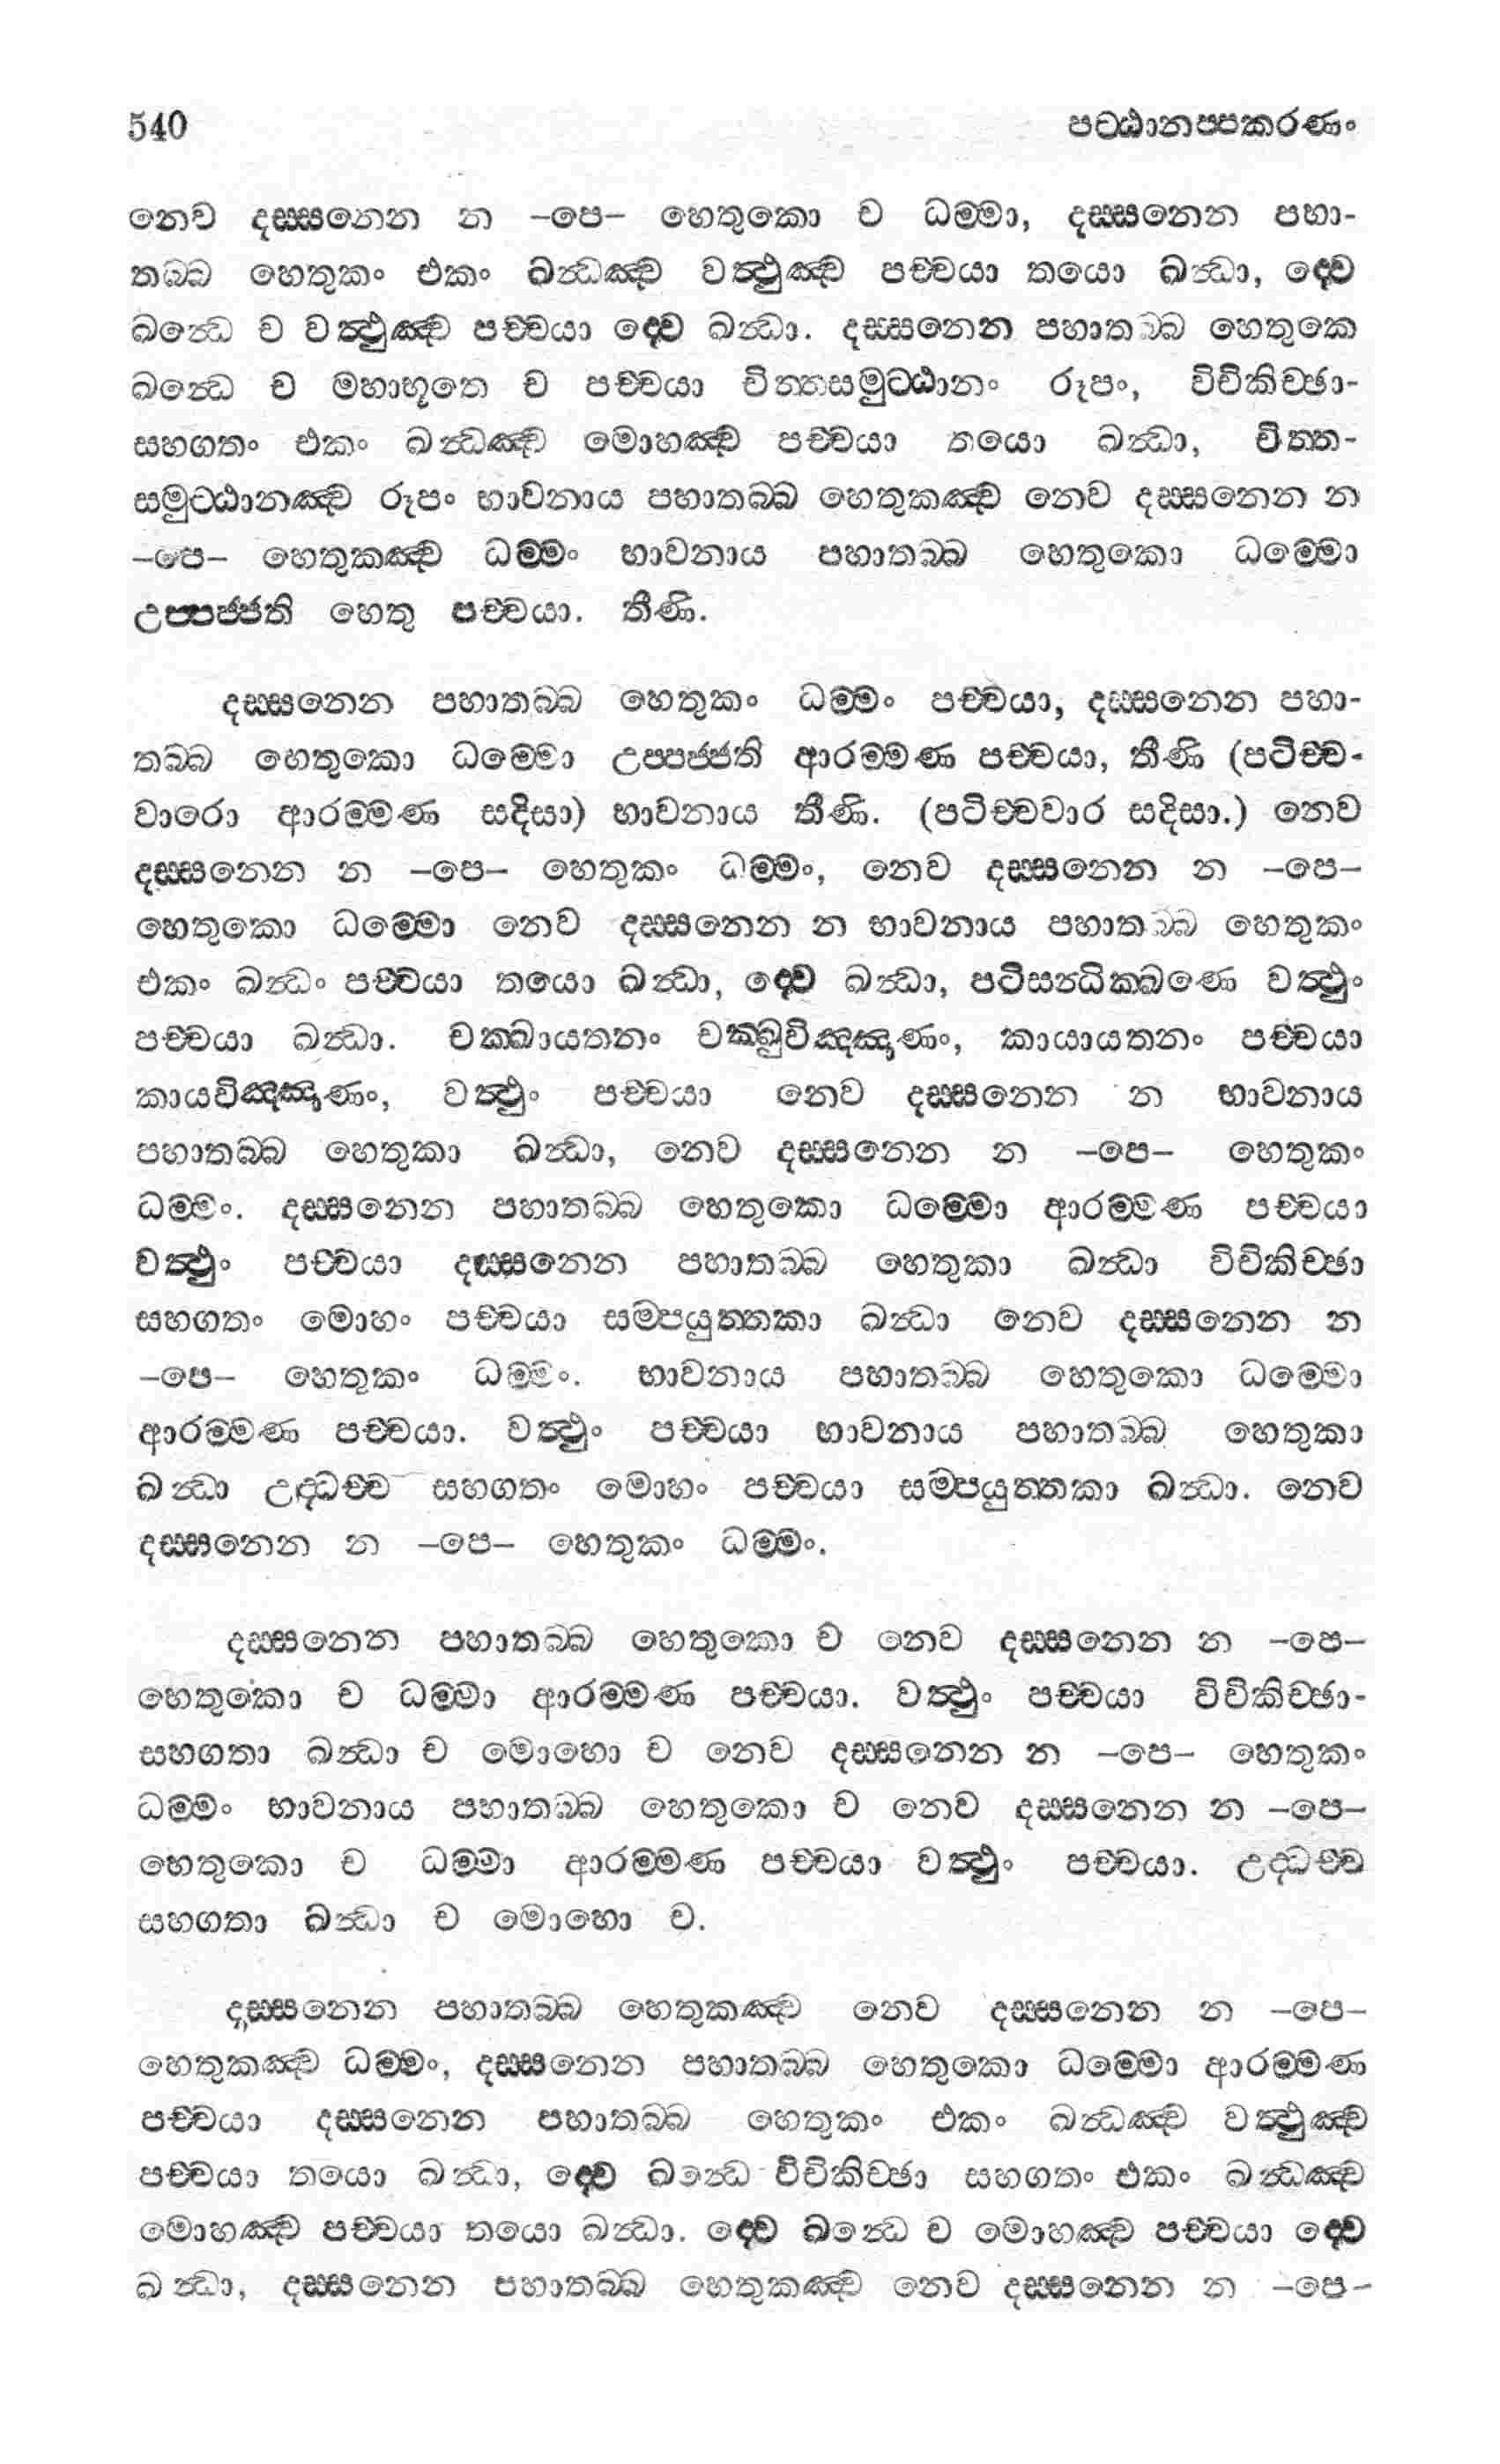 540 පට්ඨානප්පකරණං
නෙව දස්සනෙන න –පෙ– හෙතුකො ච ධම්මා, දස්සනෙන පහා-
තබ්බ හෙතුකං එකං ඛන්ධඤ්ච වත්ථුඤ්ච පච්චයා තයො ඛන්ධා, ද්වෙ
ඛන්ධෙ ච වත්ථුඤ්ච පච්චයා ද්වෙ ඛන්ධා. දස්සනෙන පහාතබ්බ හෙතුකෙ
ඛන්ධෙ ච මහාභූතෙ ච පච්චයා චිත්තසමුට්ඨානං රූපං, විචිකිච්ඡා-
සහගතං එකං ඛන්ධඤ්ච මොහඤ්ච පච්චයා තයො ඛන්ධා, චිත්ත-
සමුට්ඨානඤ්ච රූපං භාවනාය පහාතබ්බ හෙතුකඤ්ච නෙව දස්සනෙන න
–පෙ– හෙතුකඤ්ච ධම්මං භාවනාය පහාතබ්බ හෙතුකො ධම්මො
උප්පජ්ජති හෙතු පච්චයා. තීණි.
දස්සනෙන පහාතබ්බ හෙතුකං ධම්මං පච්චයා, දස්සනෙන පහා-
තබ්බ හෙතුකො ධම්මො උප්පජ්ජති ආරම්මණ පච්චයා, තීණි (පටිච්ච-
වාරො ආරම්මණ සදිසා) භාවනාය තීණි. (පටිච්චවාර සදිසා.) නෙව
දස්සනෙන න –පෙ– හෙතුකං ධම්මං, නෙව දස්සනෙන න –පෙ–
හෙතුකො ධම්මො නෙව දස්සනෙන න භාවනාය පහාතබ්බ හෙතුකං
එකං ඛන්ධං පච්චයා තයො ඛන්ධා, ද්වෙ ඛන්ධා, පටිසන්ධික්ඛණෙ වත්ථුං
පච්චයා ඛන්ධා. චක්ඛායතනං චක්ඛුවිඤ්ඤාණං, කායායතනං පච්චයා
කායවිඤ්ඤාණං, වත්ථුං පච්චයා නෙව දස්සනෙන න භාවනාය
පහාතබ්බ හෙතුකා ඛන්ධා, නෙව දස්සනෙන න –පෙ– හෙතුකං
ධම්මං. දස්සනෙන පහාතබ්බ හෙතුකො ධම්මො ආරම්මණ පච්චයා
වත්ථුං පච්චයා දස්සනෙන පහාතබ්බ හෙතුකා ඛන්ධා විචිකිච්ඡා
සහගතං මොහං පච්චයා සම්පයුත්තකා ඛන්ධා නෙව දස්සනෙන න
–පෙ– හෙතුකං ධම්මං. භාවනාය පහාතබ්බ හෙතුකො ධම්මො
ආරම්මණ පච්චයා. වත්ථුං පච්චයා භාවනාය පහාතබ්බ හෙතුකා
ඛන්ධා උද්ධච්ච සහගතං මොහං පච්චයා සම්පයුත්තකා ඛන්ධා. නෙව
දස්සනෙන න –පෙ– හෙතුකං ධම්මං.
දස්සනෙන පහාතබ්බ හෙතුකො ච නෙව දස්සනෙන න –පෙ–
හෙතුකො ච ධම්මා ආරම්මණ පච්චයා. වත්ථුං පච්චයා විචිකිච්ඡා-
සහගතා ඛන්ධා ච මොහො ච නෙව දස්සනෙන න –පෙ– හෙතුකං
ධම්මං භාවනාය පහාතබ්බ හෙතුකො ච නෙව දස්සනෙන න –පෙ–
හෙතුකො ච ධම්මා ආරම්මණ පච්චයා වත්ථුං පච්චයා. උද්ධච්ච
සහගතා ඛන්ධා ච මොහො ච.
දස්සනෙන පහාතබ්බ හෙතුකඤ්ච නෙව දස්සනෙන න –පෙ–
හෙතුකඤ්ච ධම්මං, දස්සනෙන පහාතබ්බ හෙතුකො ධම්මො ආරම්මණ
පච්චයා දස්සනෙන පහාතබ්බ හෙතුකං එකං ඛන්ධඤ්ච වත්ථුඤ්ච
පච්චයා තයො ඛන්ධා, ද්වෙ ඛන්ධෙ විචිකිච්ඡා සහගතං එකං ඛන්ධඤ්ච
මොහඤ්ච පච්චයා තයො ඛන්ධා. ද්වෙ ඛන්ධෙ ච මොහඤ්ච පච්චයා ද්වෙ
ඛන්ධා, දස්සනෙන පහාතබ්බ හෙතුකඤ්ච නෙව දස්සනෙන න –පෙ–